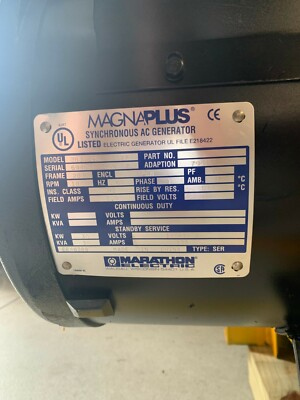 MAGNAPLUS CE
UL SYNCHRONOUS AC GENERATOR
LISTED ELECTRIC GENERATOR UL FILE E218422
MODEL PART NO.
SERIAL ADAPTION
FRAME ENCL PF
RPM HZ PHASE AMB. °C
INS. CLASS RISE BY RES. °C
FIELD AMPS FIELD VOLTS
CONTINUOUS DUTY
KW VOLTS
KVA AMPS
STANDBY SERVICE
KW VOLTS
KVA AMPS
TYPE: SER
MARATHON
ELECTRIC